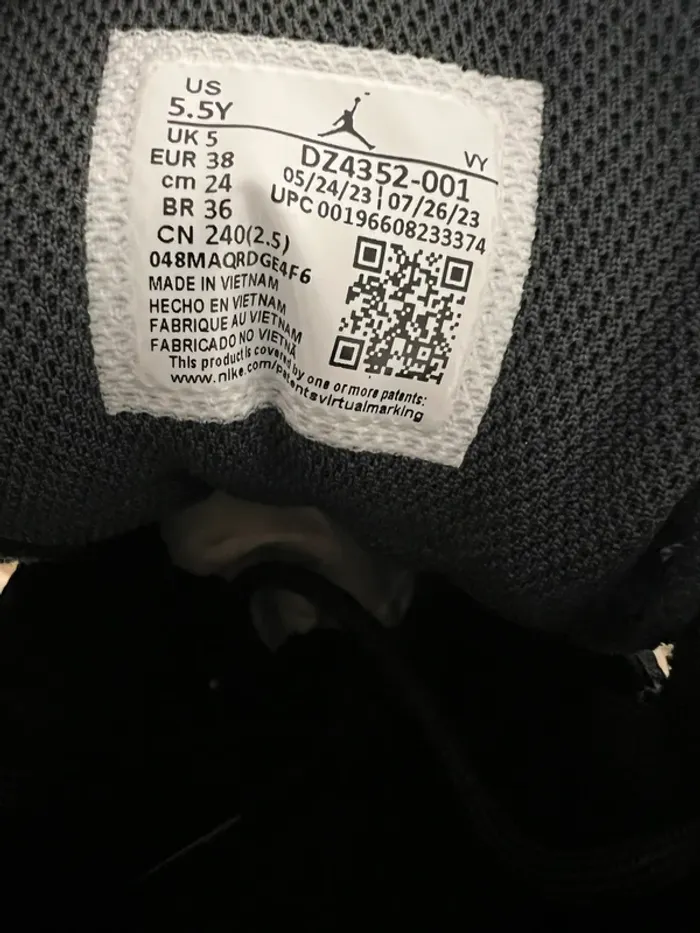 US
5.5Y
UK 5
EUR 38
cm 24
BR 36
CN 240(2.5)
VY
DZ4352-001
05/24/23 | 07/26/23
UPC 00196608233374
048MAQRDGE4F6
MADE IN VIETNAM
HECHO EN VIETNAM
FABRIQUE AU VIETNAM
FABRICADO NO VIETNÃ
This product is covered by one or more patents:
www.nike.com/patentsvirtualmarking